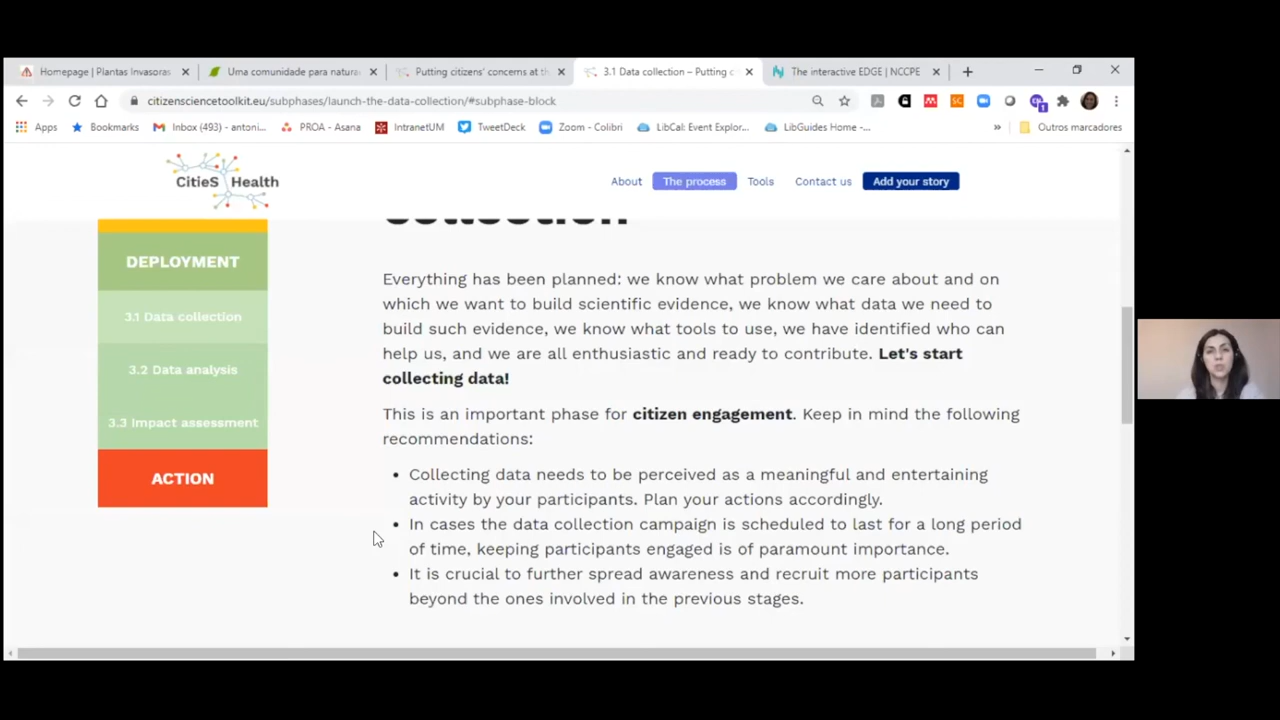 Homepage | Plantas Invasoras
Uma comunidade para natura
Putting citizens' concerns at th
3.1 Data collection – Putting c
The interactive EDGE | NCCPE
citizensciencetoolkit.eu/subphases/launch-the-data-collection/#subphase-block
Apps
Bookmarks
Inbox (493) - antoni...
PROA - Asana
IntranetUM
TweetDeck
Zoom - Colibri
LibCal: Event Explor...
LibGuides Home -...
»
Outros marcadores
CitieS Health
About
The process
Tools
Contact us
Add your story
collection
DEPLOYMENT
3.1 Data collection
3.2 Data analysis
3.3 Impact assessment
ACTION
Everything has been planned: we know what problem we care about and on
which we want to build scientific evidence, we know what data we need to
build such evidence, we know what tools to use, we have identified who can
help us, and we are all enthusiastic and ready to contribute. Let's start
collecting data!
This is an important phase for citizen engagement. Keep in mind the following
recommendations:
• Collecting data needs to be perceived as a meaningful and entertaining
activity by your participants. Plan your actions accordingly.
• In cases the data collection campaign is scheduled to last for a long period
of time, keeping participants engaged is of paramount importance.
• It is crucial to further spread awareness and recruit more participants
beyond the ones involved in the previous stages.